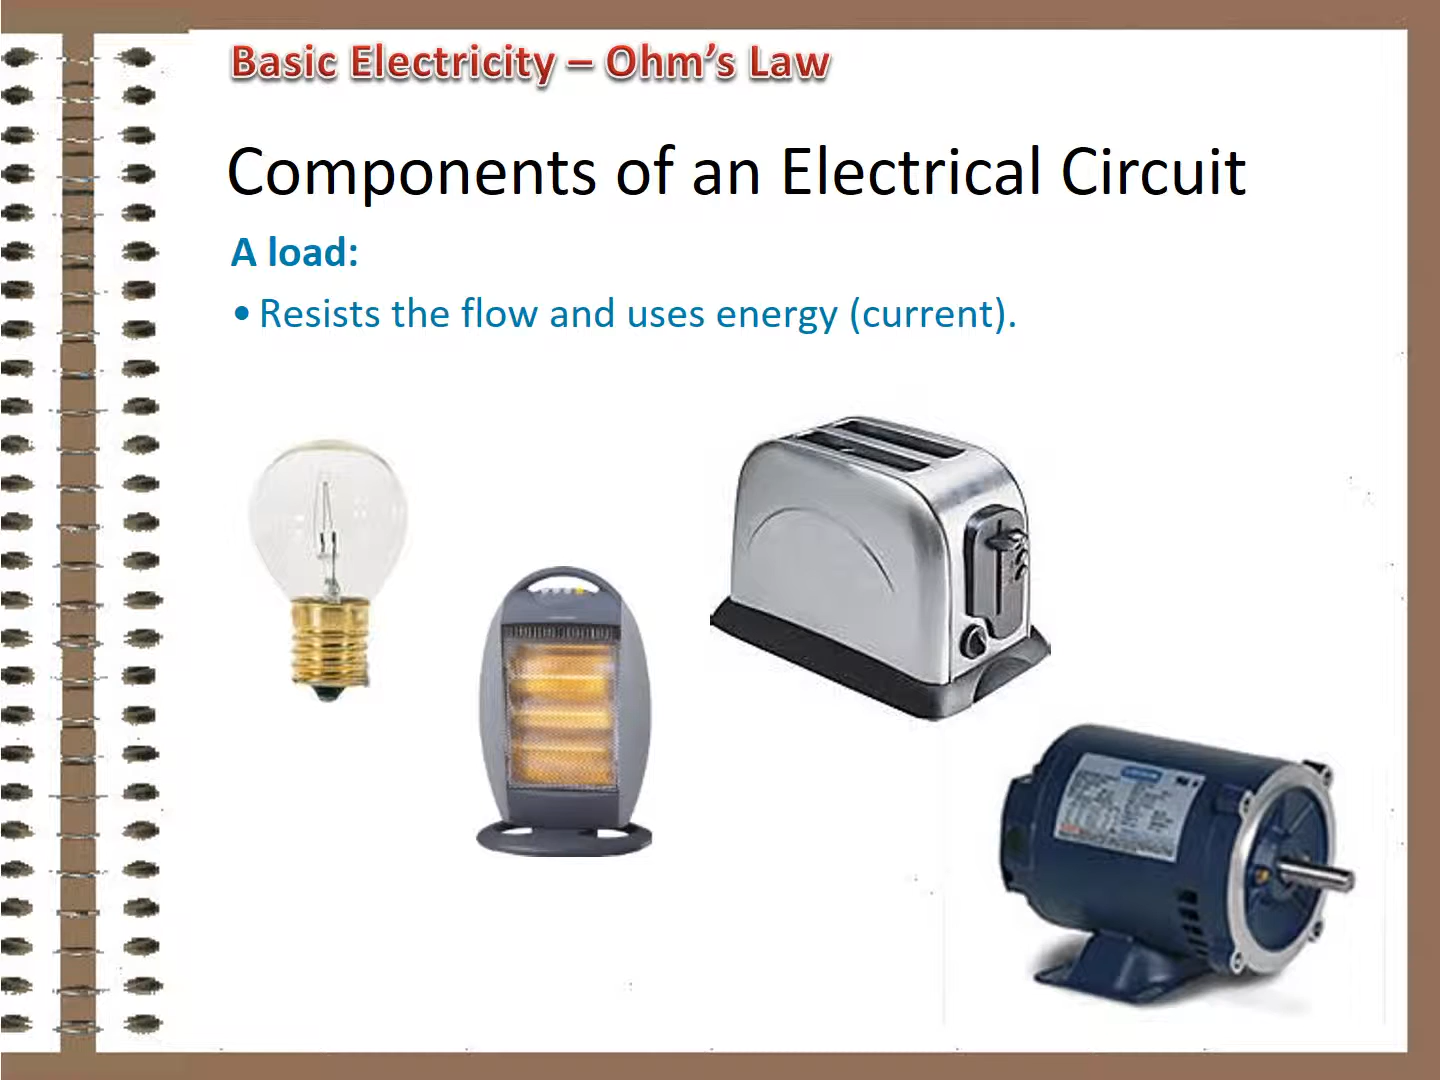 Basic Electricity – Ohm’s Law
Components of an Electrical Circuit
A load:
• Resists the flow and uses energy (current).